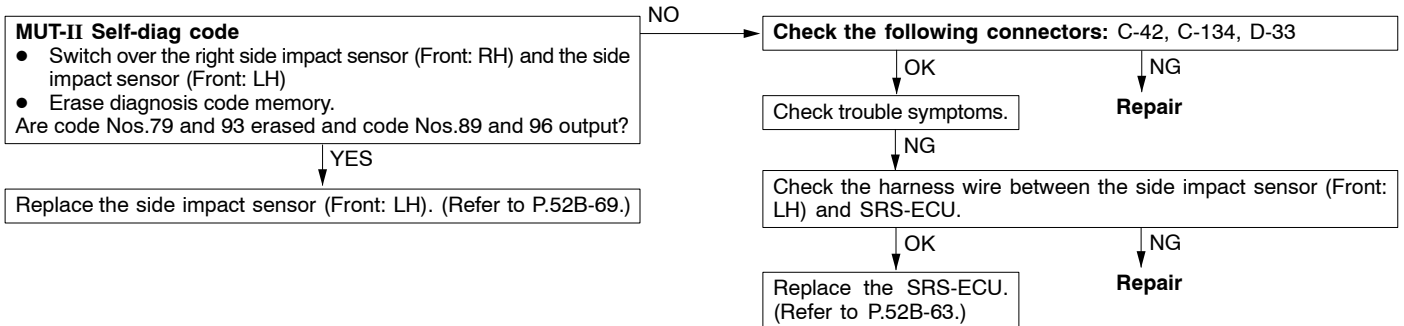 MUT-II Self-diag code
● Switch over the right side impact sensor (Front: RH) and the side
impact sensor (Front: LH)
● Erase diagnosis code memory.
Are code Nos.79 and 93 erased and code Nos.89 and 96 output?
YES
Replace the side impact sensor (Front: LH). (Refer to P.52B-69.)
NO
Check the following connectors: C-42, C-134, D-33
OK
NG
Check trouble symptoms.
Repair
NG
Check the harness wire between the side impact sensor (Front:
LH) and SRS-ECU.
OK
NG
Replace the SRS-ECU.
(Refer to P.52B-63.)
Repair